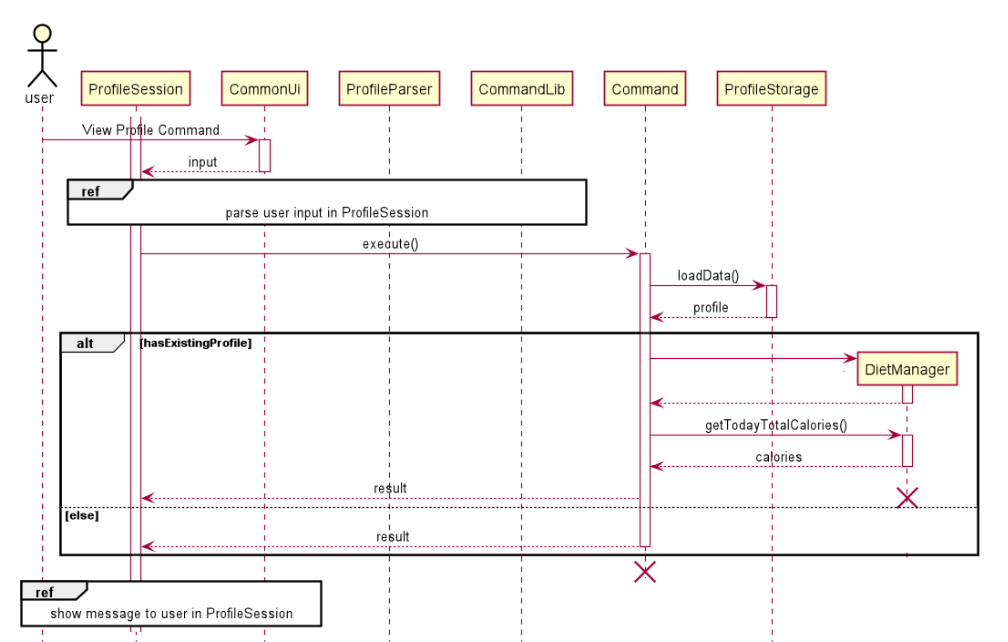 user
ProfileSession
CommonUi
ProfileParser
CommandLib
Command
ProfileStorage
View Profile Command
input
ref
parse user input in ProfileSession
execute()
loadData()
profile
alt
[hasExistingProfile]
DietManager
getTodayTotalCalories()
calories
result
[else]
result
ref
show message to user in ProfileSession